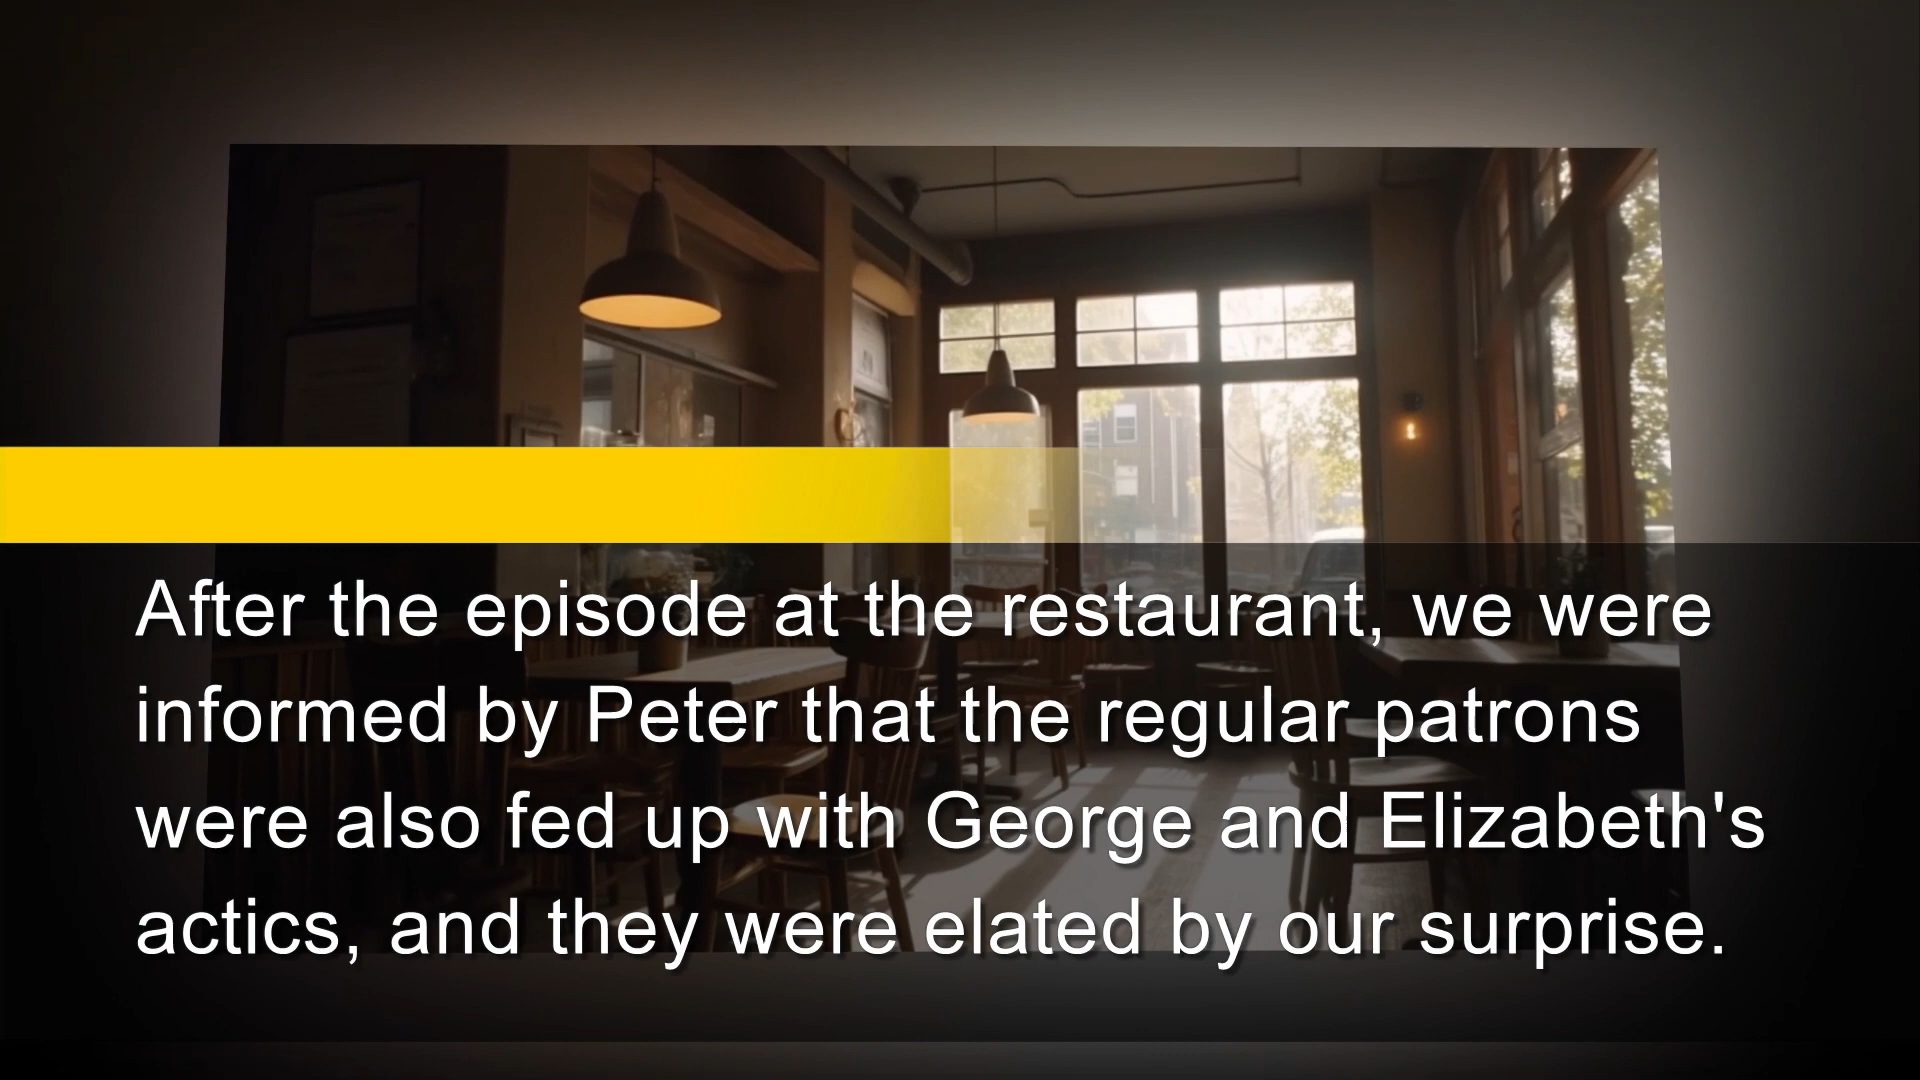 After the episode at the restaurant, we were
informed by Peter that the regular patrons
were also fed up with George and Elizabeth's
actics, and they were elated by our surprise.